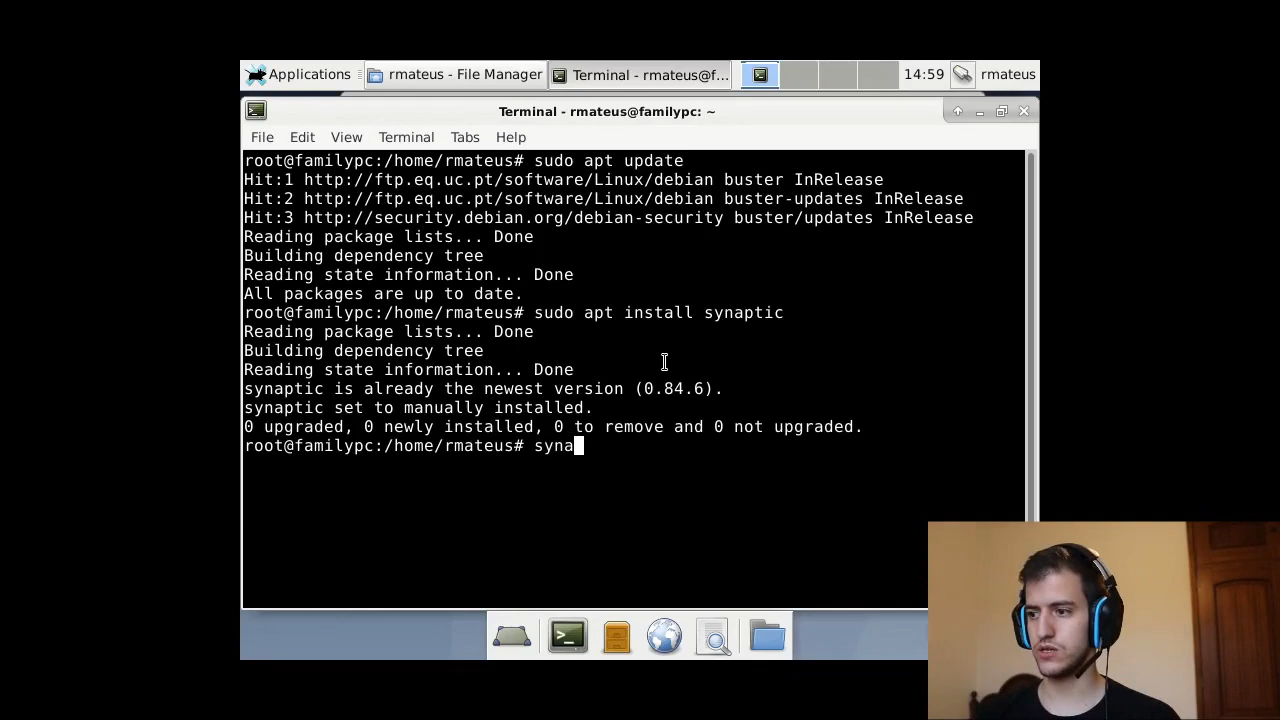 Applications
rmateus - File Manager
Terminal - rmateus@f...
14:59
rmateus
Terminal - rmateus@familypc: ~
File Edit View Terminal Tabs Help
root@familypc:/home/rmateus# sudo apt update
Hit:1 http://ftp.eq.uc.pt/software/Linux/debian buster InRelease
Hit:2 http://ftp.eq.uc.pt/software/Linux/debian buster-updates InRelease
Hit:3 http://security.debian.org/debian-security buster/updates InRelease
Reading package lists... Done
Building dependency tree
Reading state information... Done
All packages are up to date.
root@familypc:/home/rmateus# sudo apt install synaptic
Reading package lists... Done
Building dependency tree
Reading state information... Done
synaptic is already the newest version (0.84.6).
synaptic set to manually installed.
0 upgraded, 0 newly installed, 0 to remove and 0 not upgraded.
root@familypc:/home/rmateus# syna